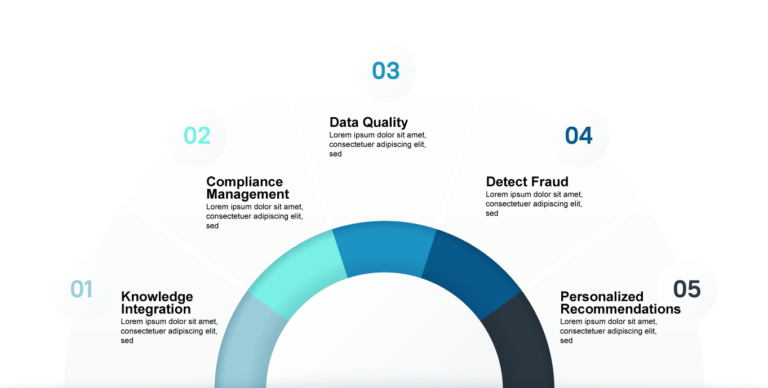 01
Knowledge
Integration
Lorem ipsum dolor sit amet,
consectetuer adipiscing elit,
sed
02
Compliance
Management
Lorem ipsum dolor sit amet,
consectetuer adipiscing elit,
sed
03
Data Quality
Lorem ipsum dolor sit amet,
consectetuer adipiscing elit,
sed
04
Detect Fraud
Lorem ipsum dolor sit amet,
consectetuer adipiscing elit,
sed
05
Personalized
Recommendations
Lorem ipsum dolor sit amet,
consectetuer adipiscing elit,
sed